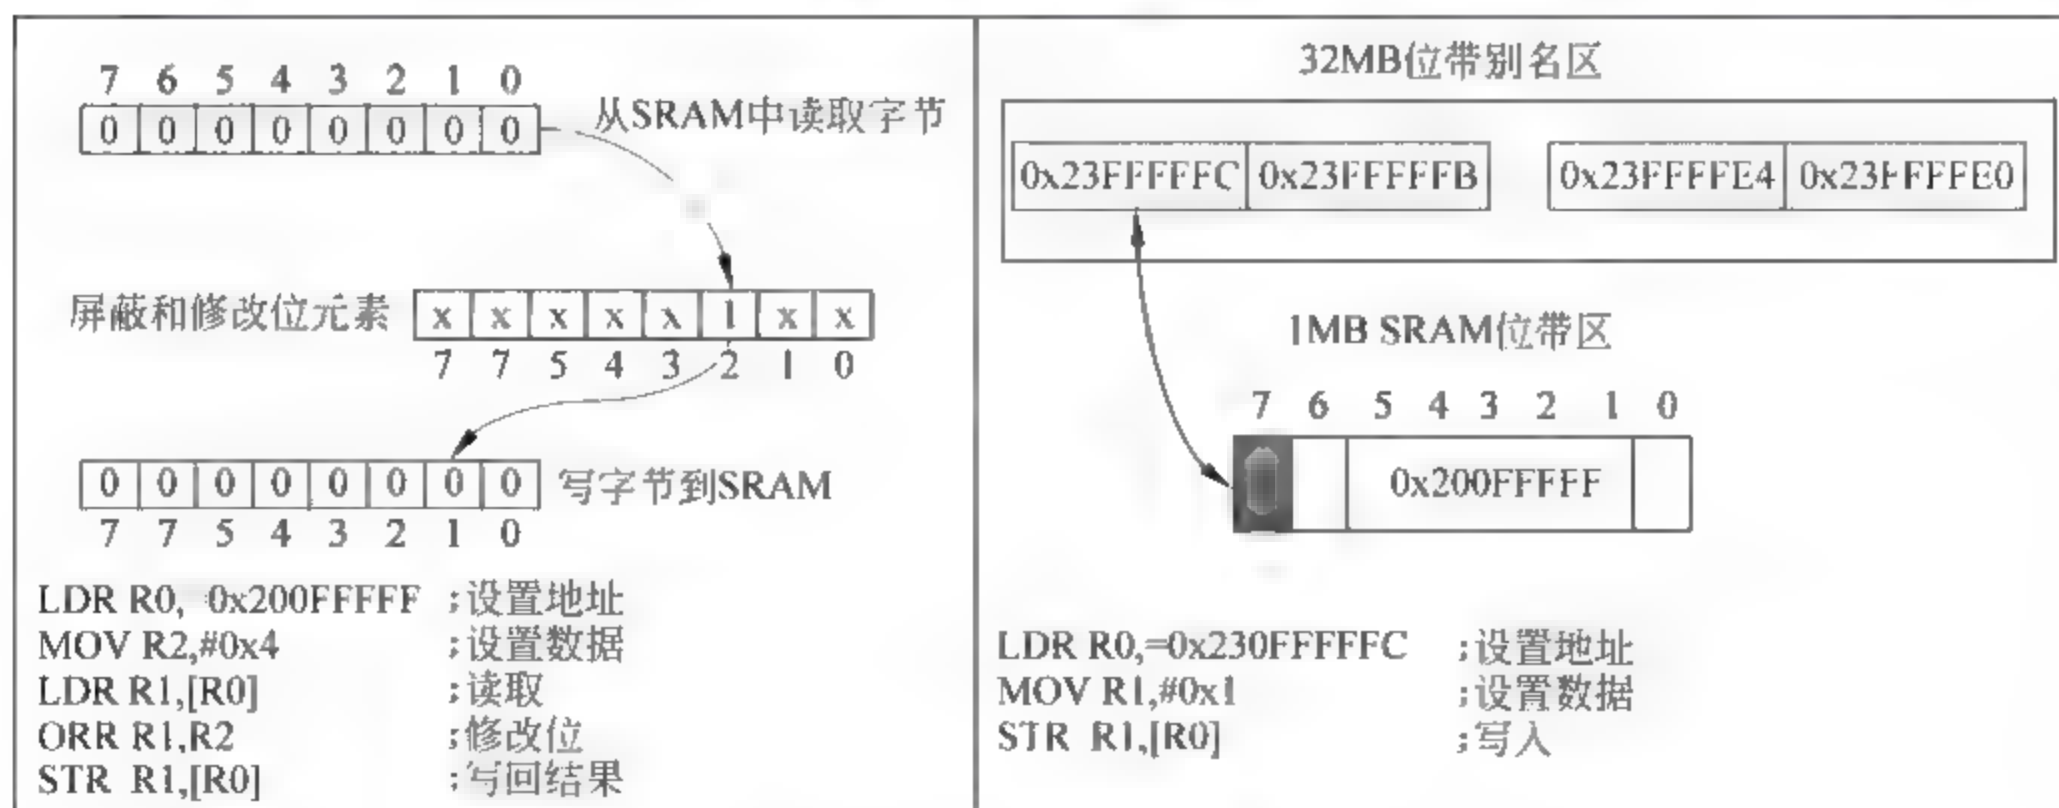 7 6 5 4 3 2 1 0
0 0 0 0 0 0 0 0
从SRAM中读取字节
屏蔽和修改位元素
x x x x x 1 x x
7 7 5 4 3 2 1 0
0 0 0 0 0 0 0 0
写字节到SRAM
7 7 5 4 3 2 1 0
LDR R0, 0x200FFFFF ;设置地址
MOV R2,#0x4 ;设置数据
LDR R1,[R0] ;读取
ORR R1,R2 ;修改位
STR R1,[R0] ;写回结果
32MB位带别名区
0x23FFFFFC 0x23FFFFFB 0x23FFFFE4 0x23FFFFE0
1MB SRAM位带区
7 6 5 4 3 2 1 0
0x200FFFFF
LDR R0,=0x230FFFFFC ;设置地址
MOV R1,#0x1 ;设置数据
STR R1,[R0] ;写入